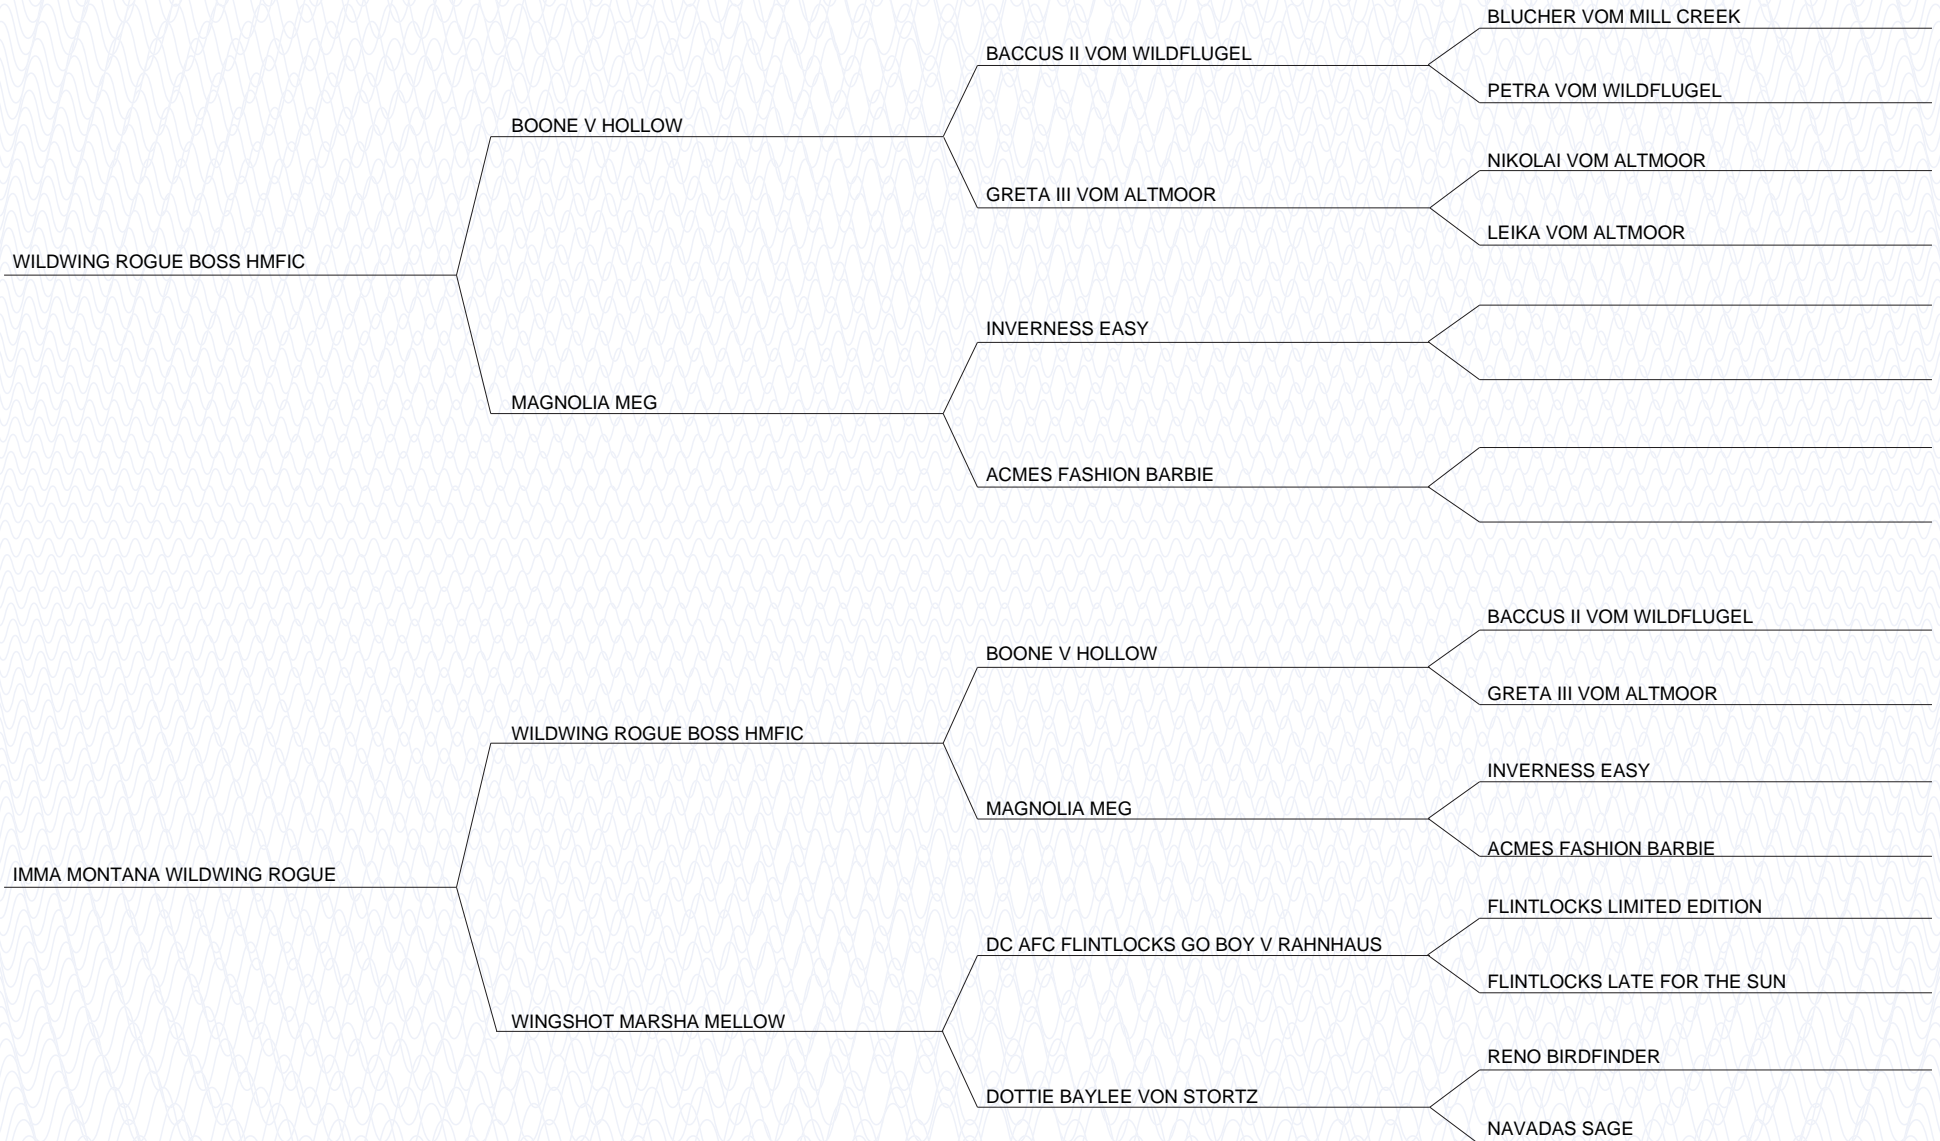 BLUCHER VOM MILL CREEK
BACCUS II VOM WILDFLUGEL
PETRA VOM WILDFLUGEL
BOONE V HOLLOW
NIKOLAI VOM ALTMOOR
GRETA III VOM ALTMOOR
LEIKA VOM ALTMOOR
WILDWING ROGUE BOSS HMFIC
INVERNESS EASY
MAGNOLIA MEG
ACMES FASHION BARBIE
BACCUS II VOM WILDFLUGEL
BOONE V HOLLOW
GRETA III VOM ALTMOOR
WILDWING ROGUE BOSS HMFIC
INVERNESS EASY
MAGNOLIA MEG
ACMES FASHION BARBIE
IMMA MONTANA WILDWING ROGUE
FLINTLOCKS LIMITED EDITION
DC AFC FLINTLOCKS GO BOY V RAHNHAUS
FLINTLOCKS LATE FOR THE SUN
WINGSHOT MARSHA MELLOW
RENO BIRDFINDER
DOTTIE BAYLEE VON STORTZ
NAVADAS SAGE